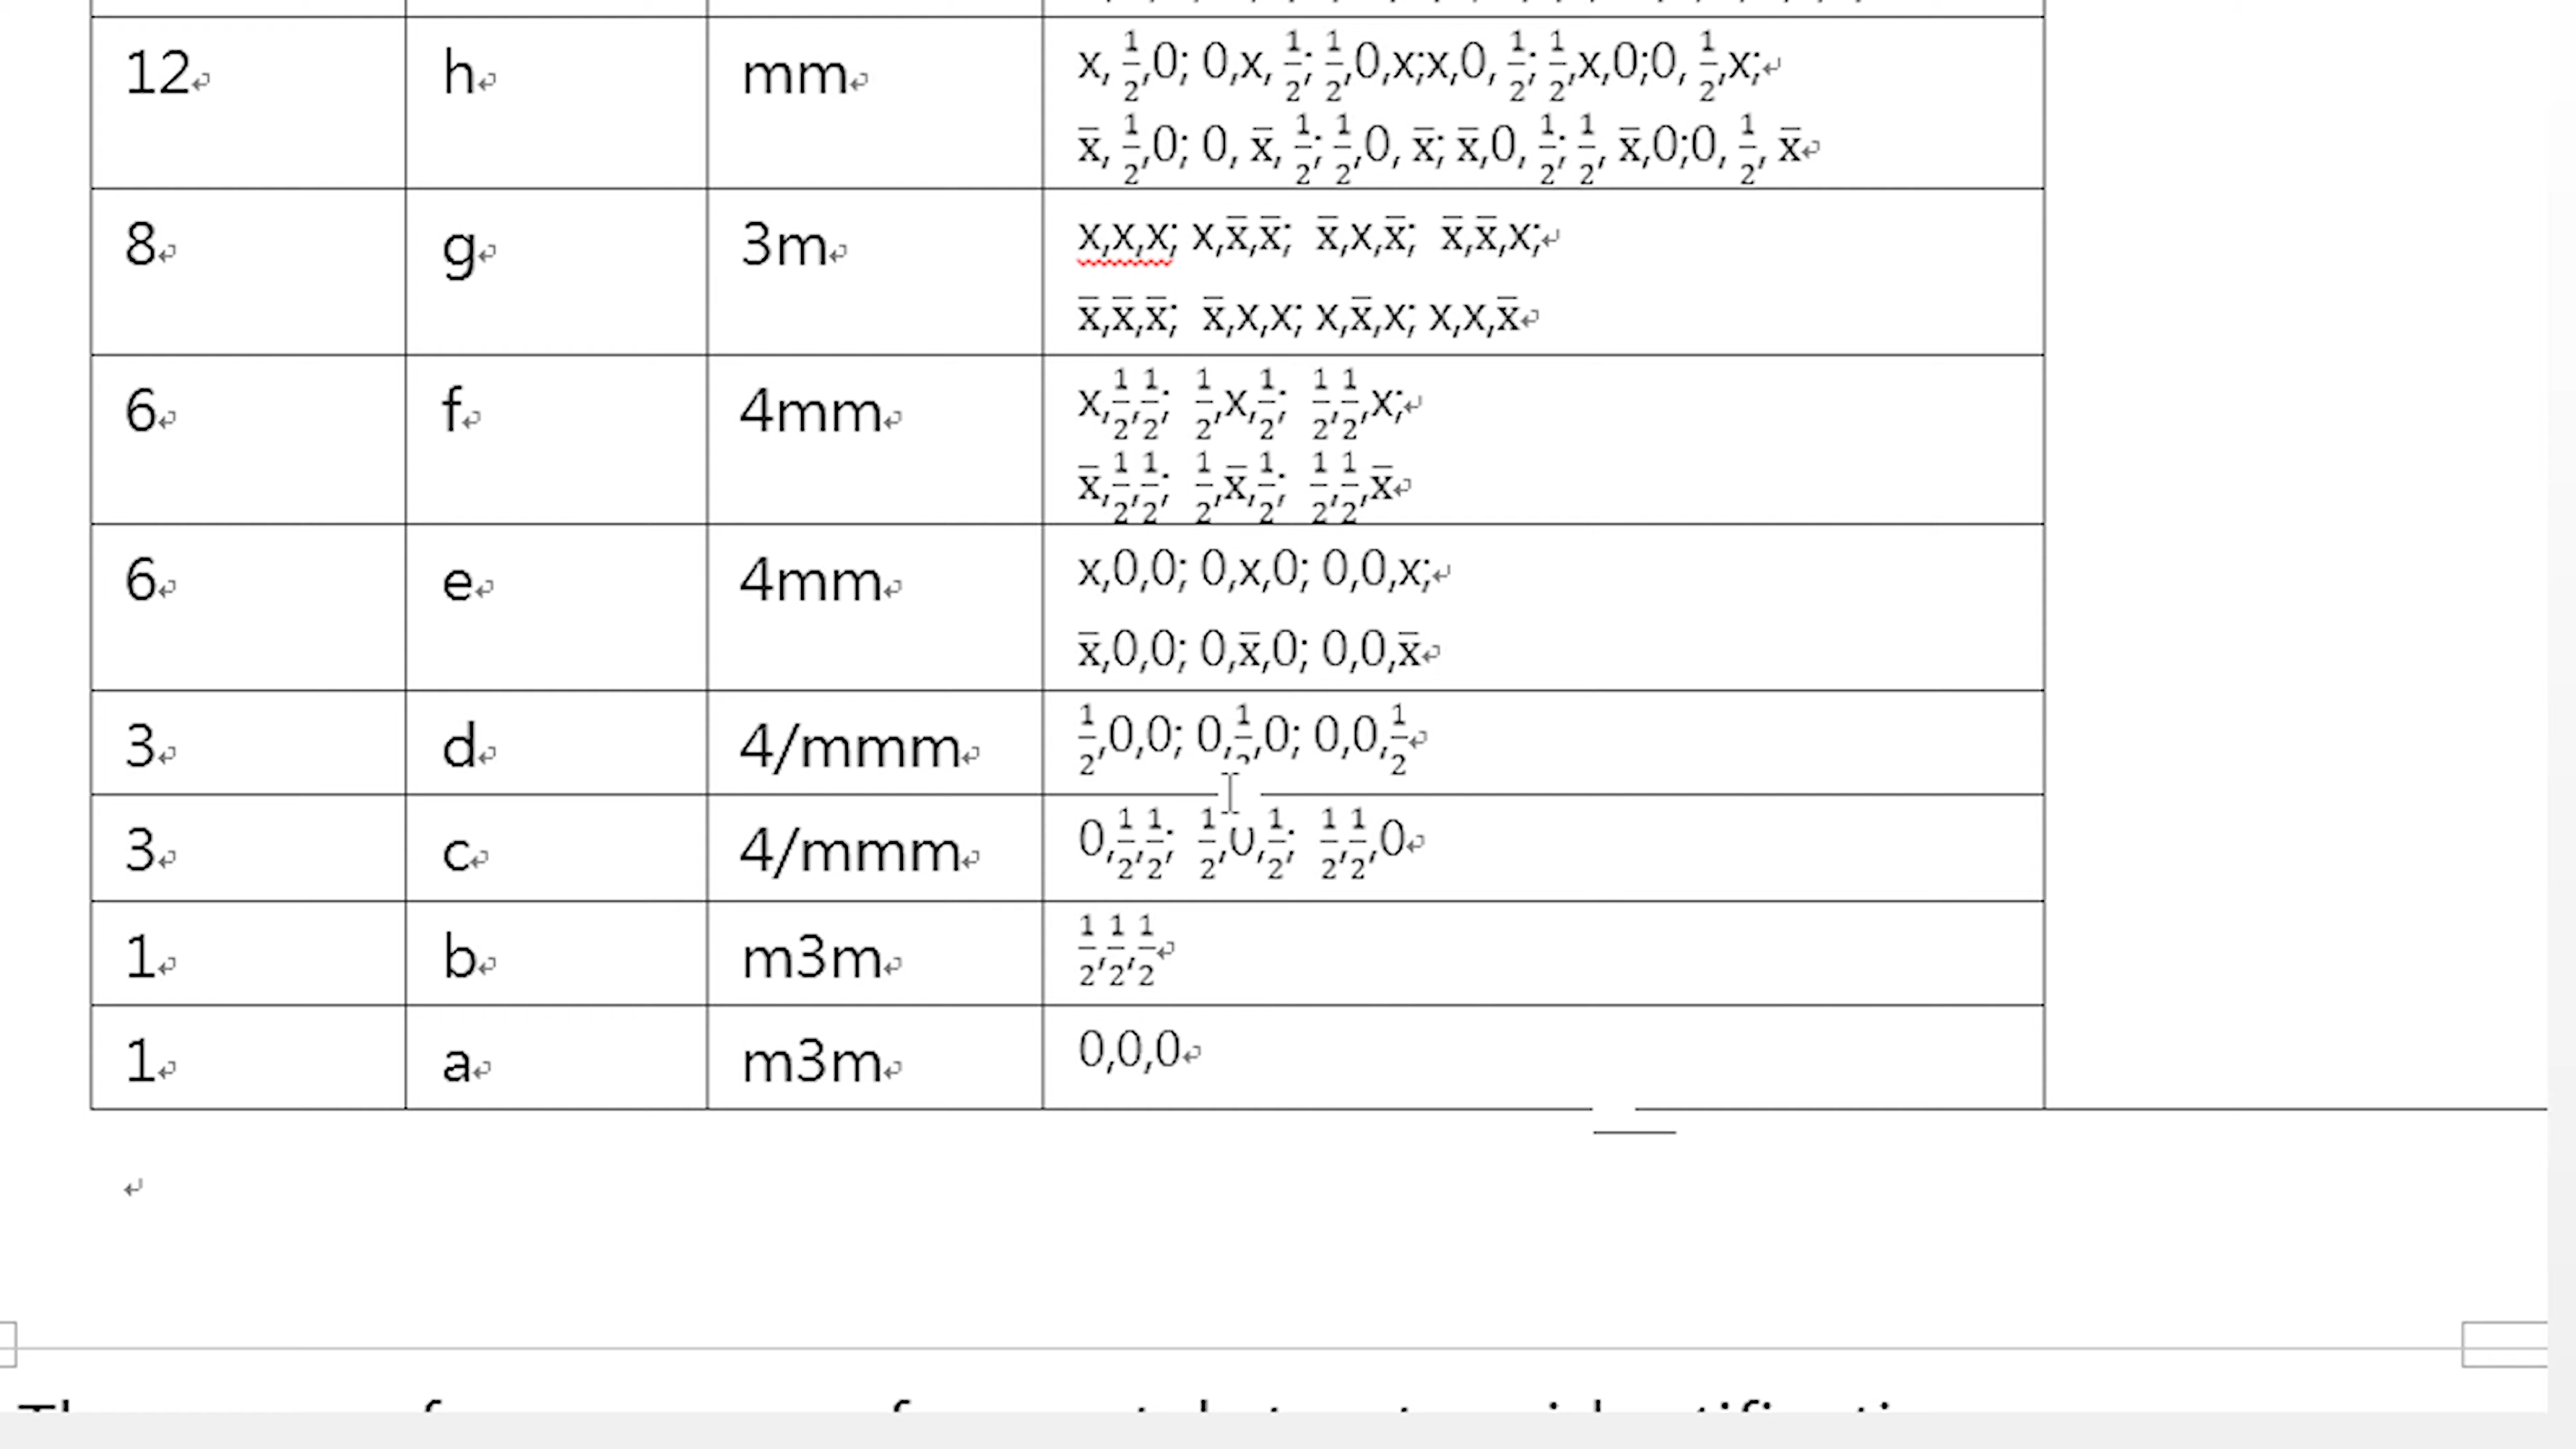 12 h mm x, 1/2,0; 0,x, 1/2; 1/2,0,x;x,0, 1/2; 1/2,x,0;0, 1/2,x;
x̅, 1/2,0; 0, x̅, 1/2; 1/2,0, x̅; x̅,0, 1/2; 1/2, x̅,0;0, 1/2, x̅
8 g 3m x,x,x; x,x̅,x̅; x̅,x,x̅; x̅,x̅,x;
x̅,x̅,x̅; x̅,x,x; x,x̅,x; x,x,x̅
6 f 4mm x,1/2,1/2; 1/2,x,1/2; 1/2,1/2,x;
x̅,1/2,1/2; 1/2,x̅,1/2; 1/2,1/2,x̅
6 e 4mm x,0,0; 0,x,0; 0,0,x;
x̅,0,0; 0,x̅,0; 0,0,x̅
3 d 4/mmm 1/2,0,0; 0,1/2,0; 0,0,1/2
3 c 4/mmm 0,1/2,1/2; 1/2,0,1/2; 1/2,1/2,0
1 b m3m 1/2,1/2,1/2
1 a m3m 0,0,0